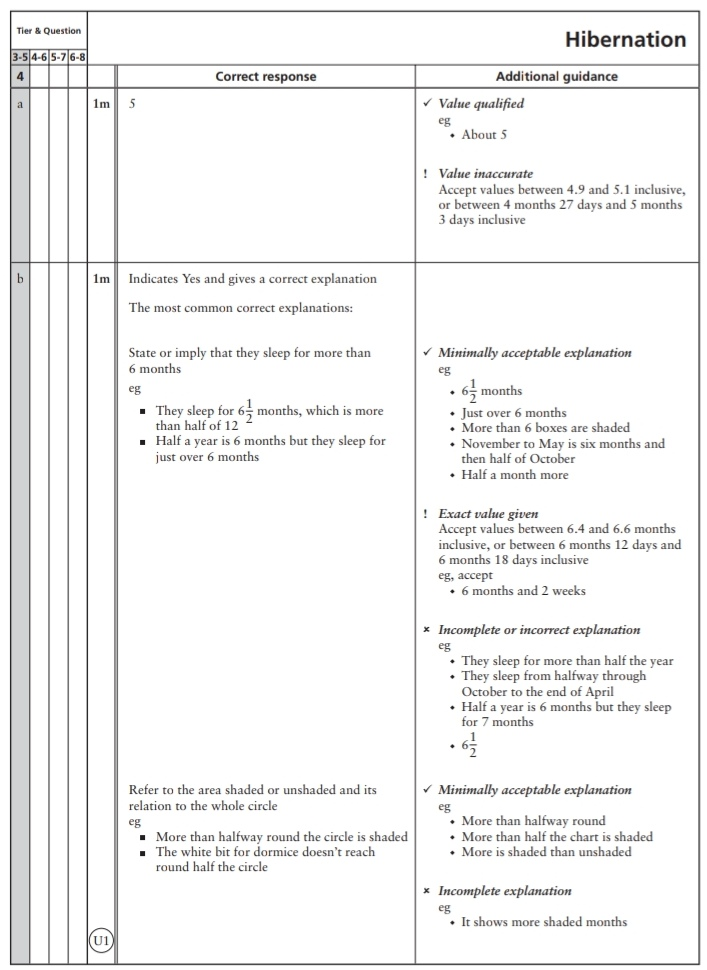 Tier & Question
Hibernation
3-5 4-6 5-7 6-8
4
Correct response
Additional guidance
a
1m
5
✓ Value qualified
eg
• About 5
! Value inaccurate
Accept values between 4.9 and 5.1 inclusive,
or between 4 months 27 days and 5 months
3 days inclusive
b
1m
Indicates Yes and gives a correct explanation
The most common correct explanations:
State or imply that they sleep for more than
6 months
eg
▪ They sleep for 6 1/2 months, which is more
than half of 12
▪ Half a year is 6 months but they sleep for
just over 6 months
✓ Minimally acceptable explanation
eg
• 6 1/2 months
• Just over 6 months
• More than 6 boxes are shaded
• November to May is six months and
then half of October
• Half a month more
! Exact value given
Accept values between 6.4 and 6.6 months
inclusive, or between 6 months 12 days and
6 months 18 days inclusive
eg, accept
• 6 months and 2 weeks
× Incomplete or incorrect explanation
eg
• They sleep for more than half the year
• They sleep from halfway through
October to the end of April
• Half a year is 6 months but they sleep
for 7 months
• 6 1/2
Refer to the area shaded or unshaded and its
relation to the whole circle
eg
▪ More than halfway round the circle is shaded
▪ The white bit for dormice doesn't reach
round half the circle
✓ Minimally acceptable explanation
eg
• More than halfway round
• More than half the chart is shaded
• More is shaded than unshaded
× Incomplete explanation
eg
• It shows more shaded months
U1